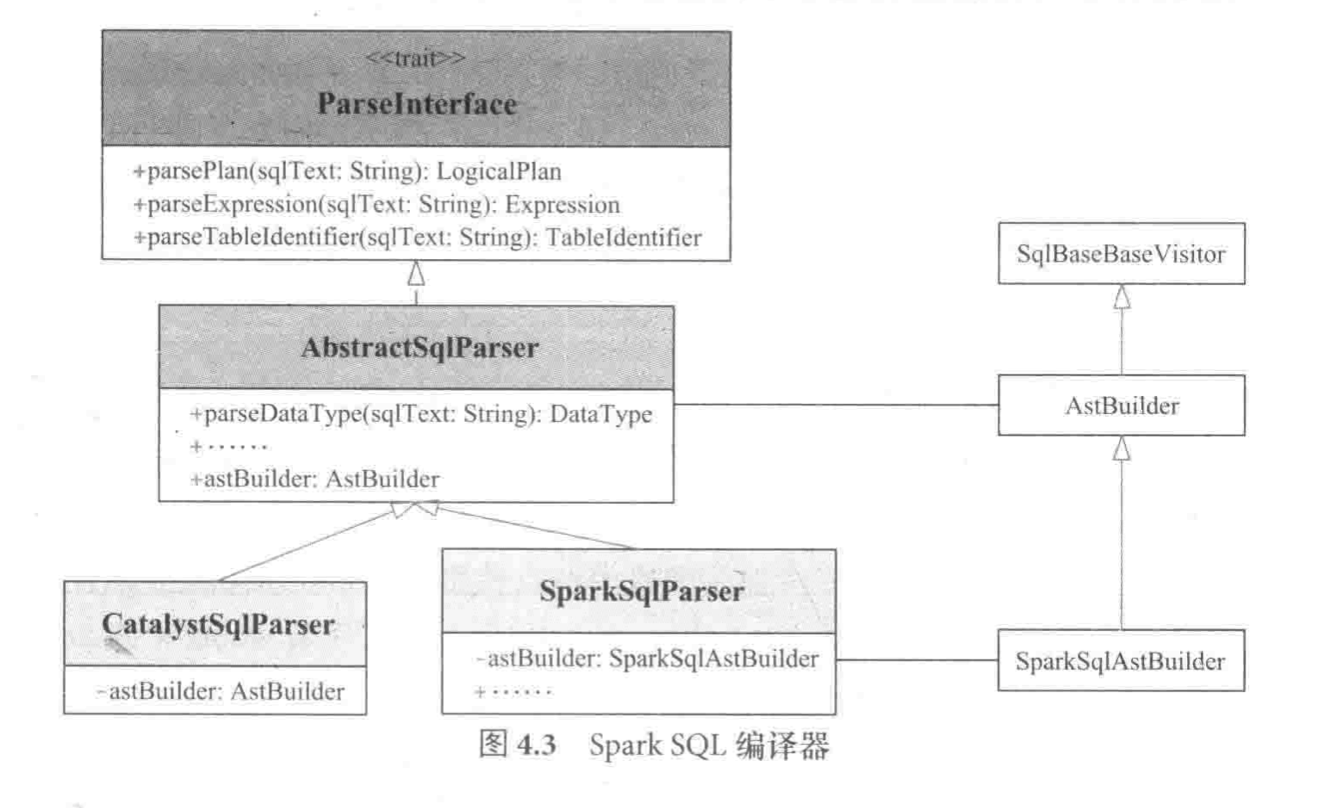 <<trait>>
ParseInterface
+parsePlan(sqlText: String): LogicalPlan
+parseExpression(sqlText: String): Expression
+parseTableIdentifier(sqlText: String): TableIdentifier
SqlBaseBaseVisitor
AbstractSqlParser
+parseDataType(sqlText: String): DataType
+······
+astBuilder: AstBuilder
AstBuilder
CatalystSqlParser
-astBuilder: AstBuilder
SparkSqlParser
-astBuilder: SparkSqlAstBuilder
+······
SparkSqlAstBuilder
图 4.3 Spark SQL 编译器